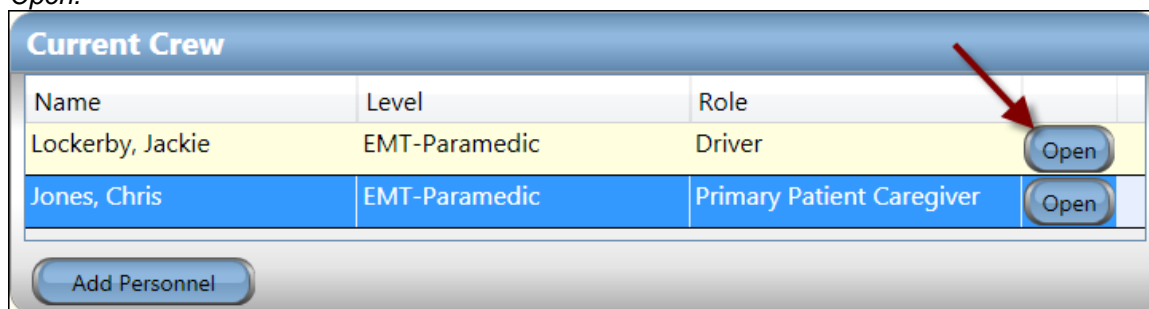 Open.
Current Crew
Name Level Role
Lockerby, Jackie EMT-Paramedic Driver Open
Jones, Chris EMT-Paramedic Primary Patient Caregiver Open
Add Personnel